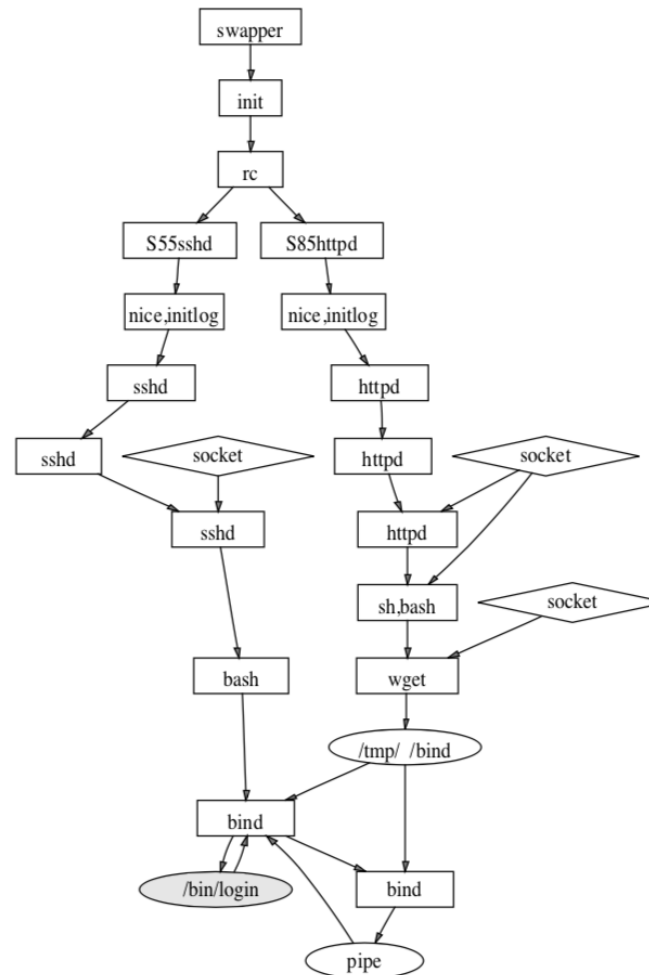 swapper
init
rc
S55sshd
S85httpd
nice,initlog
nice,initlog
sshd
httpd
sshd
socket
httpd
socket
sshd
httpd
sh,bash
socket
bash
wget
/tmp/  /bind
bind
/bin/login
bind
pipe